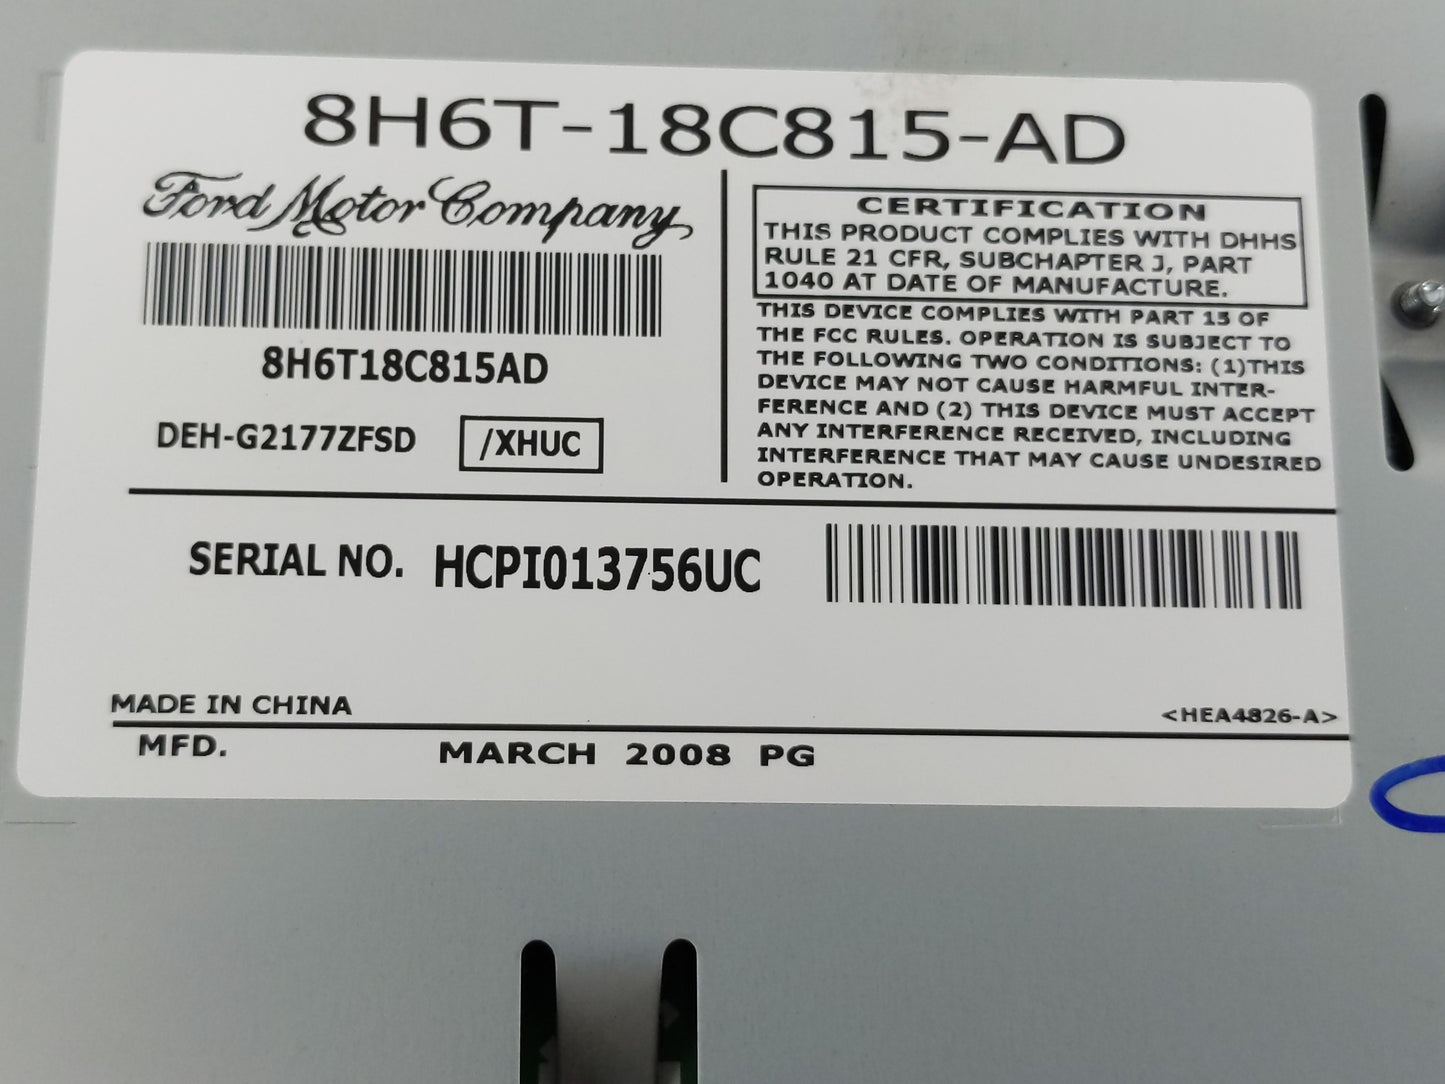 8H6T-18C815-AD
Ford Motor Company
8H6T18C815AD
DEH-G2177ZFSD /XHUC
CERTIFICATION
THIS PRODUCT COMPLIES WITH DHHS
RULE 21 CFR, SUBCHAPTER J, PART
1040 AT DATE OF MANUFACTURE.
THIS DEVICE COMPLIES WITH PART 15 OF
THE FCC RULES. OPERATION IS SUBJECT TO
THE FOLLOWING TWO CONDITIONS: (1)THIS
DEVICE MAY NOT CAUSE HARMFUL INTER-
FERENCE AND (2) THIS DEVICE MUST ACCEPT
ANY INTERFERENCE RECEIVED, INCLUDING
INTERFERENCE THAT MAY CAUSE UNDESIRED
OPERATION.
SERIAL NO. HCPI013756UC
MADE IN CHINA <HEA4826-A>
MFD. MARCH 2008 PG